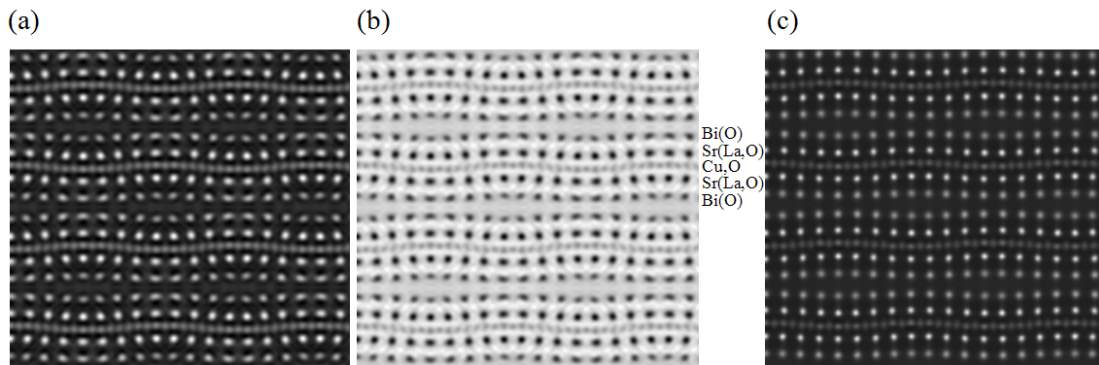 (a)
(b)
(c)
Bi(O)
Sr(La,O)
Cu,O
Sr(La,O)
Bi(O)